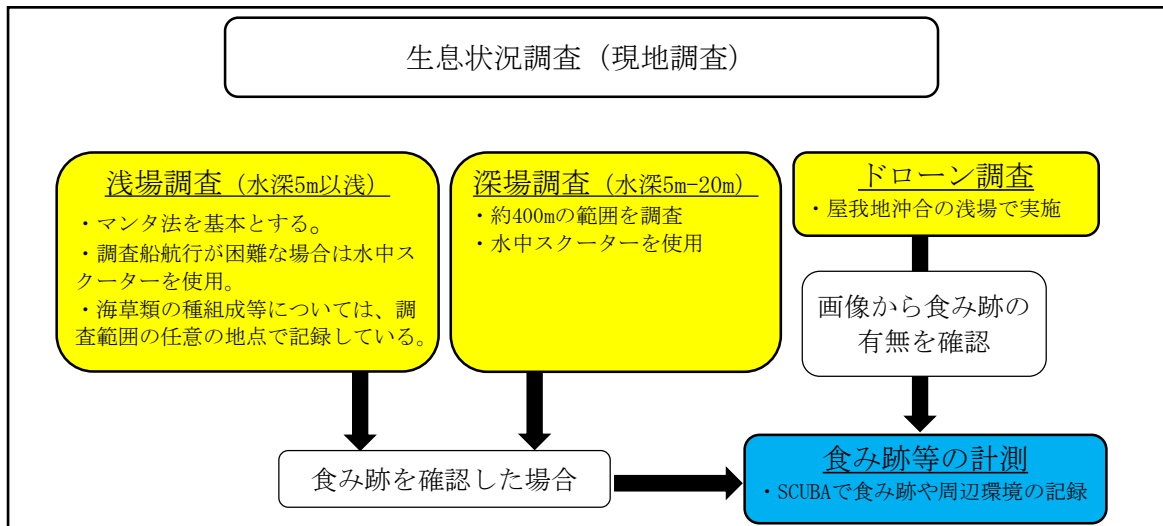 生息状況調査（現地調査）
浅場調査（水深5m以浅）
・マンタ法を基本とする。
・調査船航行が困難な場合は水中ス
クーターを使用。
・海草類の種組成等については、調
査範囲の任意の地点で記録している。
深場調査（水深5m-20m）
・約400mの範囲を調査
・水中スクーターを使用
ドローン調査
・屋我地沖合の浅場で実施
画像から食み跡の
有無を確認
食み跡を確認した場合
食み跡等の計測
・SCUBAで食み跡や周辺環境の記録